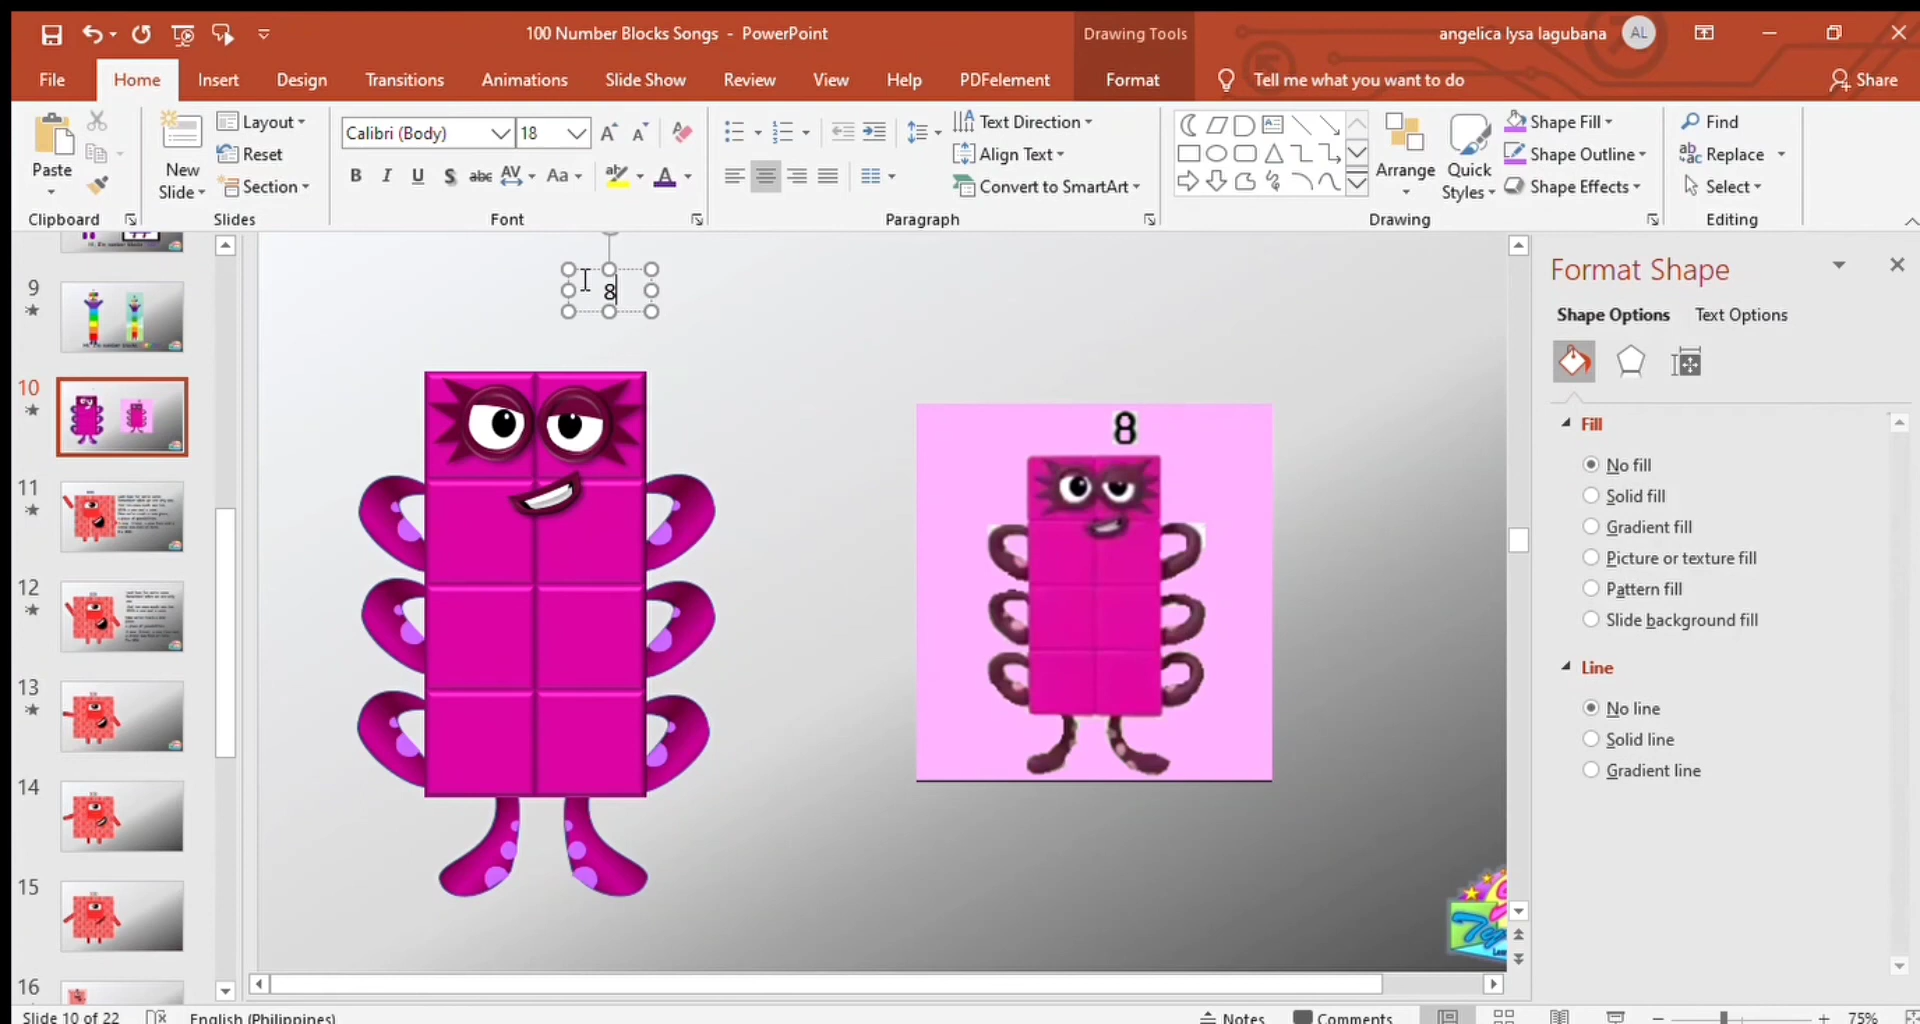 100 Number Blocks Songs - PowerPoint
Drawing Tools
angelica lysa lagubana
AL
File
Home
Insert
Design
Transitions
Animations
Slide Show
Review
View
Help
PDFelement
Format
Tell me what you want to do
Share
Paste
Clipboard
New
Slide
Layout
Reset
Section
Slides
Calibri (Body)
18
B I U S abc AV Aa A
Font
Text Direction
Align Text
Convert to SmartArt
Paragraph
Arrange
Quick
Styles
Shape Fill
Shape Outline
Shape Effects
Drawing
Find
Replace
Select
Editing
9
10
11
12
13
14
15
16
8
8
Format Shape
Shape Options
Text Options
Fill
No fill
Solid fill
Gradient fill
Picture or texture fill
Pattern fill
Slide background fill
Line
No line
Solid line
Gradient line
Slide 10 of 22
English (Philippines)
Notes
Comments
75%